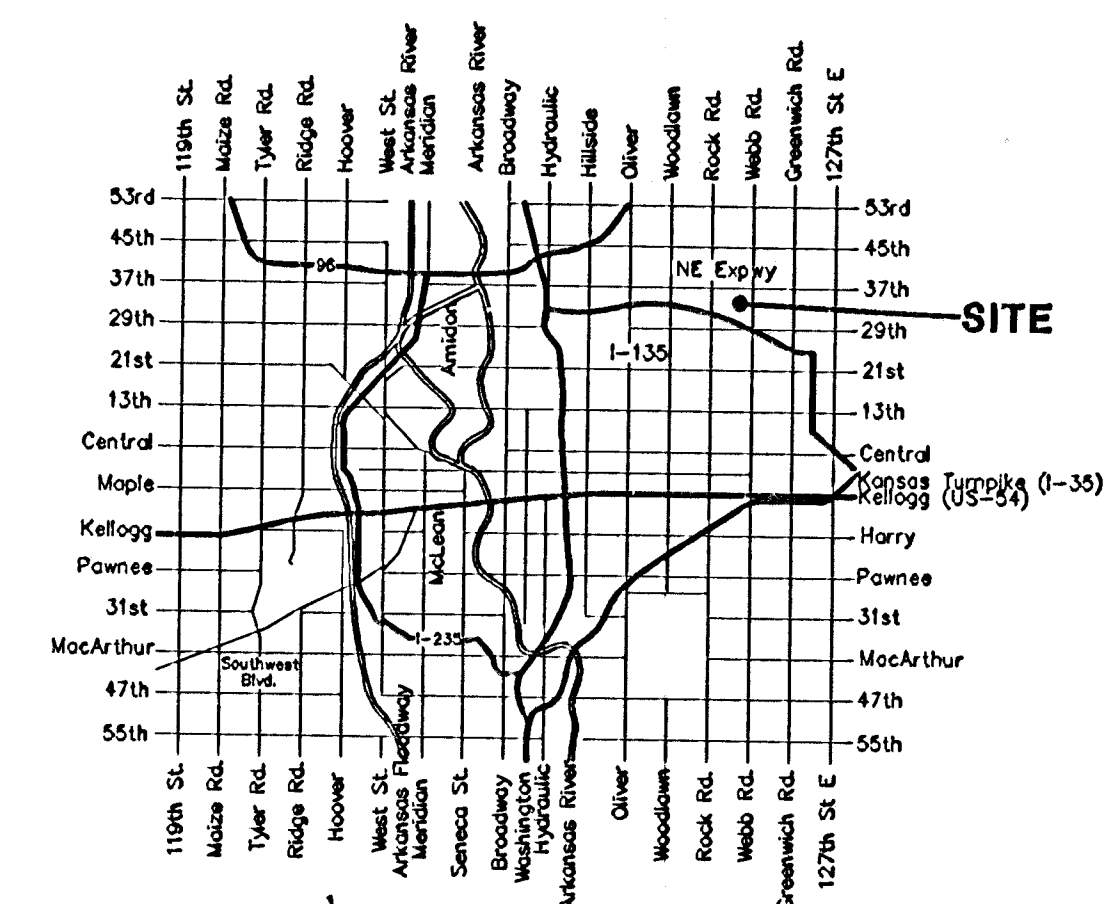 119th St.
Maize Rd.
Tyler Rd.
Ridge Rd.
Hoover
West St.
Arkansas River
Meridian
Arkansas River
Broadway
Hydraulic
Hillside
Oliver
Woodlawn
Rock Rd.
Webb Rd.
Greenwich Rd.
127th St E
53rd
45th
37th
29th
21st
13th
Central
Maple
Kellogg
Pawnee
31st
MacArthur
47th
55th
96
NE Expwy
SITE
Amidon
I-135
McLean
I-235
Southwest
Blvd.
53rd
45th
37th
29th
21st
13th
Central
Kansas Turnpike (I-35)
Kellogg (US-54)
Harry
Pawnee
31st
MacArthur
47th
55th
119th St.
Maize Rd.
Tyler Rd.
Ridge Rd.
Hoover
West St.
Arkansas Floodway
Meridian
Seneca St.
Broadway
Washington
Hydraulic
Arkansas River
Oliver
Woodlawn
Rock Rd.
Webb Rd.
Greenwich Rd.
127th St E